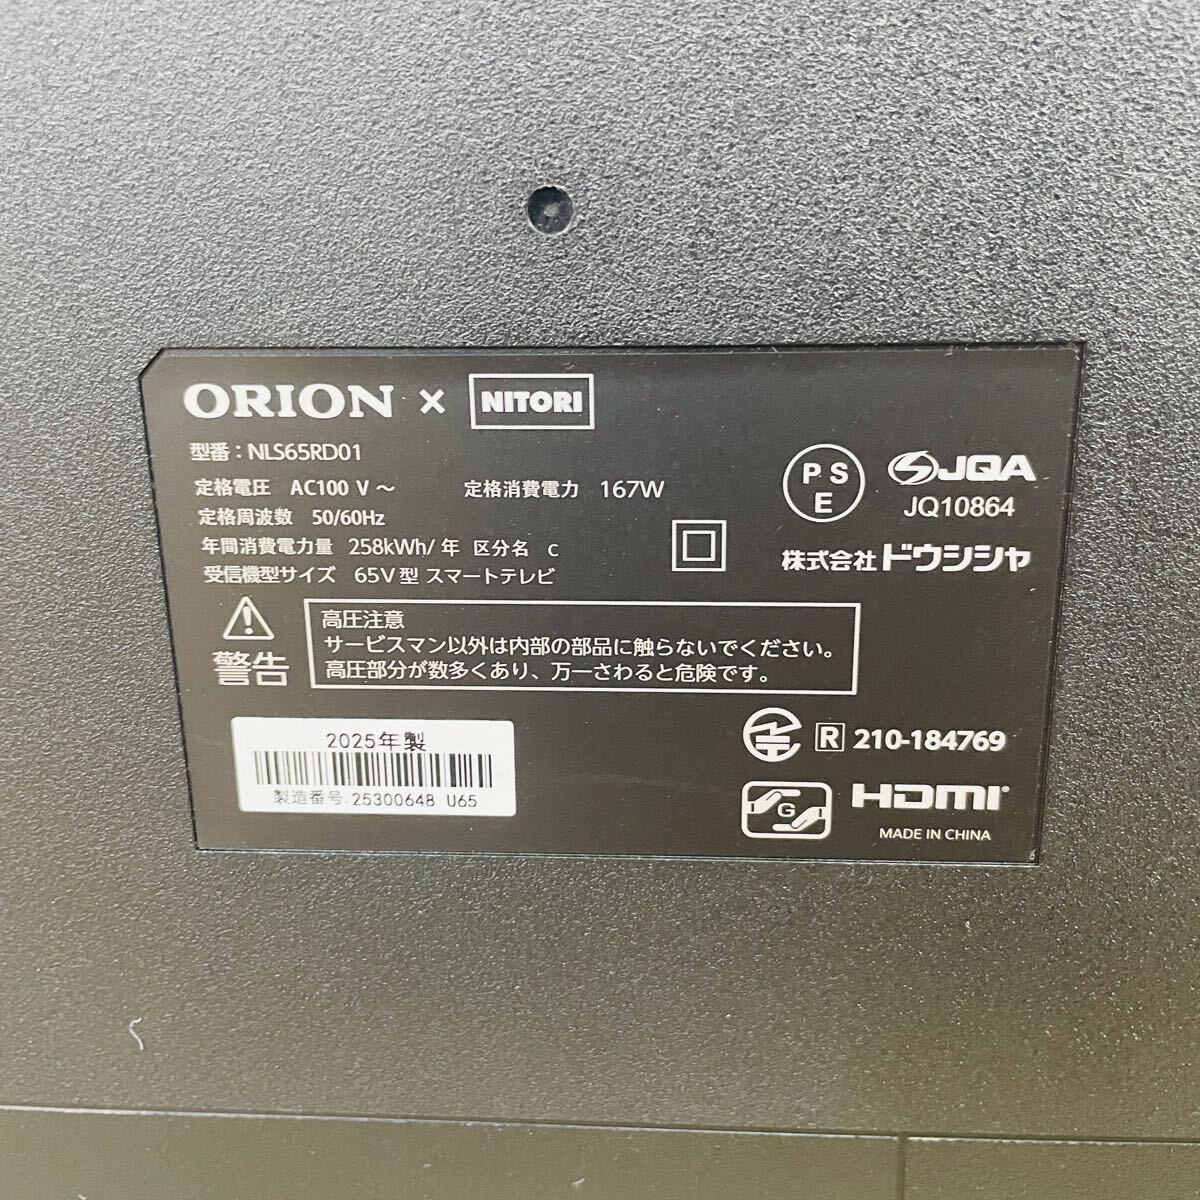 ORION × NITORI
型番：NLS65RD01
定格電圧 AC100 V ～ 定格消費電力 167W
定格周波数 50/60Hz
年間消費電力量 258kWh/年 区分名 c
受信機型サイズ 65V型 スマートテレビ
PS
E
JQA
JQ10864
株式会社ドウシシャ
警告
高圧注意
サービスマン以外は内部の部品に触らないでください。
高圧部分が数多くあり、万一さわると危険です。
2025年製
製造番号.25300648 U65
R 210-184769
G
HDMI
MADE IN CHINA